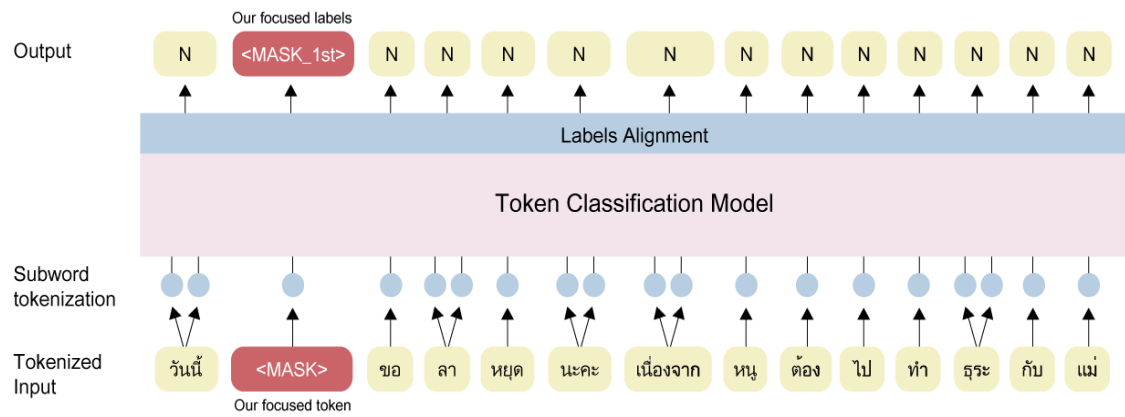 Our focused labels
Output N <MASK_1st> N N N N N N N N N N N N
Labels Alignment
Token Classification Model
Subword
tokenization
Tokenized
Input
วันนี้ <MASK> ขอ ลา หยุด นะคะ เนื่องจาก หนู ต้อง ไป ทำ ธุระ กับ แม่
Our focused token